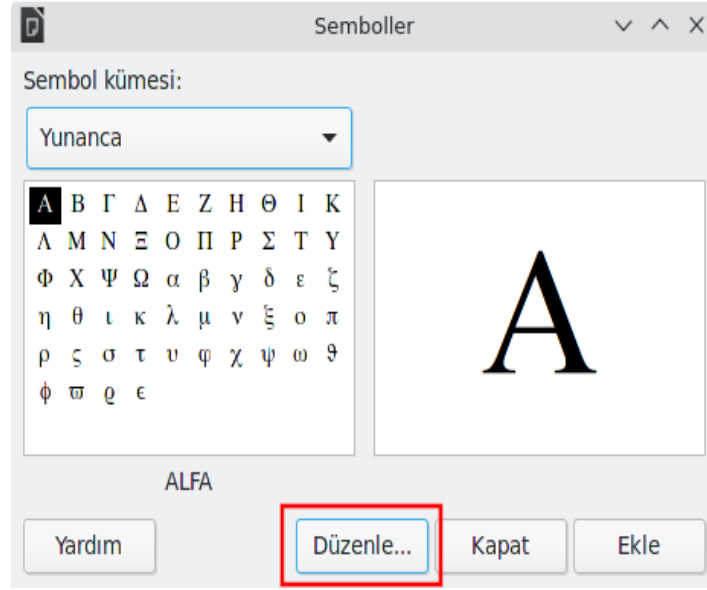 Semboller
Sembol kümesi:
Yunanca
Α Β Γ Δ Ε Ζ Η Θ Ι Κ
Λ Μ Ν Ξ Ο Π Ρ Σ Τ Υ
Φ Χ Ψ Ω α β γ δ ε ζ
η θ ι κ λ μ ν ξ ο π
ρ ς σ τ υ φ χ ψ ω ϑ
ϕ ϖ ϱ ϵ
Α
ALFA
Yardım
Düzenle...
Kapat
Ekle